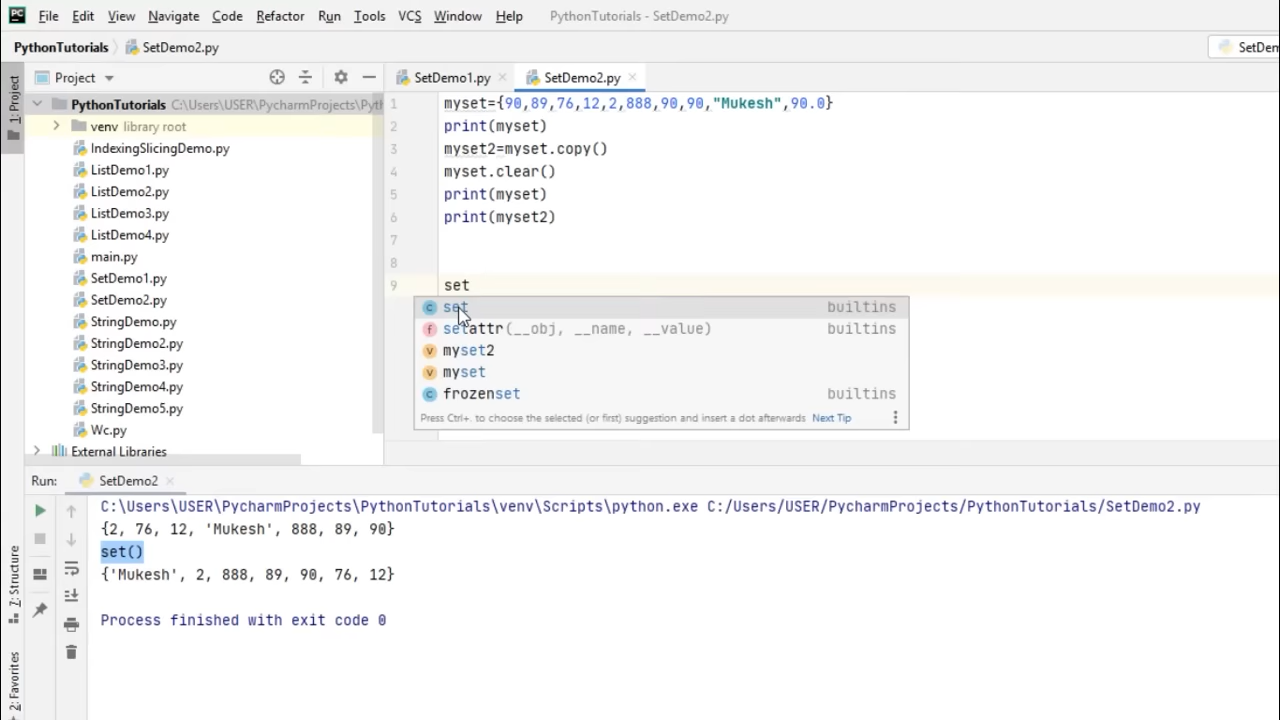 PC File Edit View Navigate Code Refactor Run Tools VCS Window Help PythonTutorials - SetDemo2.py
PythonTutorials SetDemo2.py SetDem
1: Project
Project SetDemo1.py SetDemo2.py
PythonTutorials C:\Users\USER\PycharmProjects\Pyth
venv library root
IndexingSlicingDemo.py
ListDemo1.py
ListDemo2.py
ListDemo3.py
ListDemo4.py
main.py
SetDemo1.py
SetDemo2.py
StringDemo.py
StringDemo2.py
StringDemo3.py
StringDemo4.py
StringDemo5.py
Wc.py
External Libraries
1 myset={90,89,76,12,2,888,90,90,"Mukesh",90.0}
2 print(myset)
3 myset2=myset.copy()
4 myset.clear()
5 print(myset)
6 print(myset2)
7
8
9 set
c set builtins
f setattr(__obj, __name, __value) builtins
v myset2
v myset
c frozenset builtins
Press Ctrl+. to choose the selected (or first) suggestion and insert a dot afterwards Next Tip
Run: SetDemo2
C:\Users\USER\PycharmProjects\PythonTutorials\venv\Scripts\python.exe C:/Users/USER/PycharmProjects/PythonTutorials/SetDemo2.py
{2, 76, 12, 'Mukesh', 888, 89, 90}
set()
{'Mukesh', 2, 888, 89, 90, 76, 12}
Process finished with exit code 0
7: Structure
2: Favorites